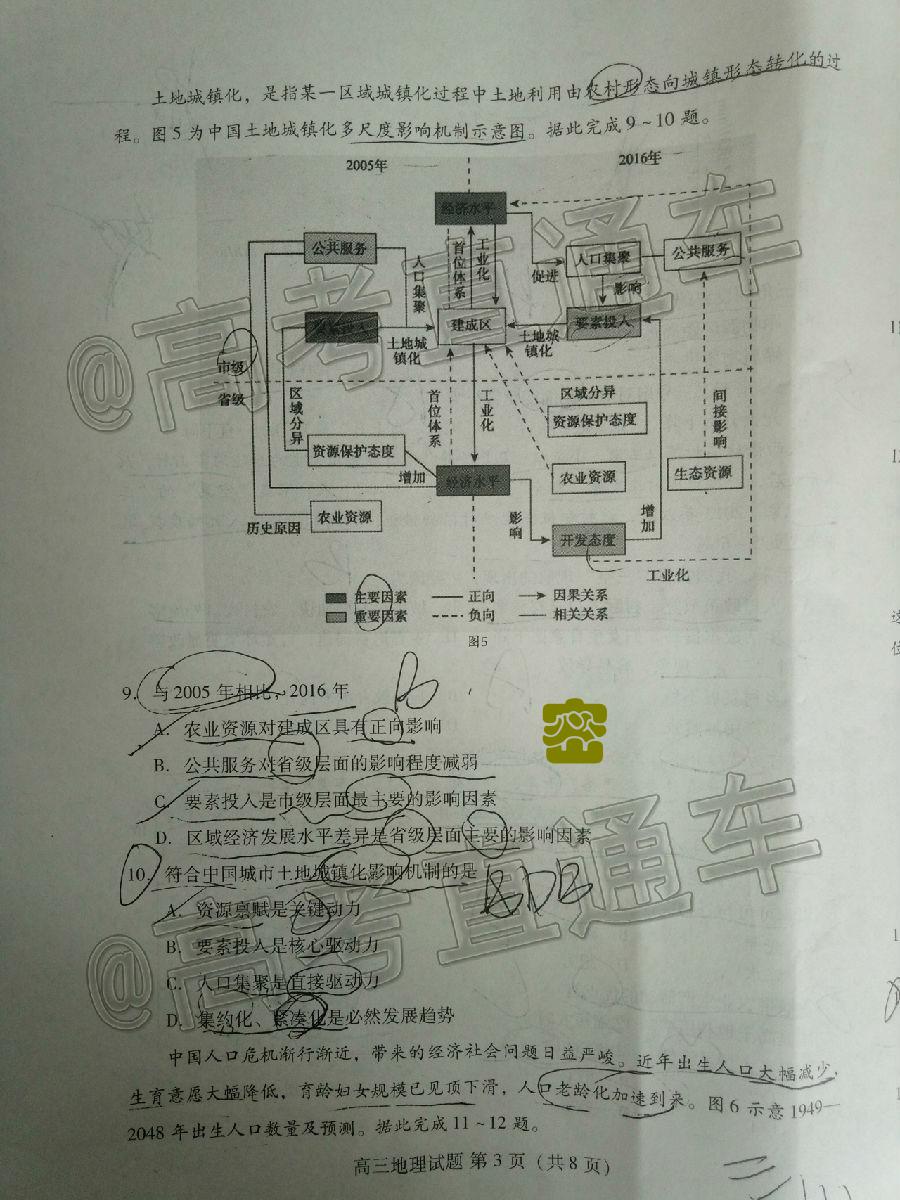 土地城镇化，是指某一区域城镇化过程中土地利用由农村形态向城镇形态转化的过
程。图5为中国土地城镇化多尺度影响机制示意图。据此完成9～10题。
2005年
2016年
经济水平
公共服务
人口集聚
首位体系
工业化
促进
人口集聚
公共服务
影响
建成区
要素投入
土地城镇化
土地城镇化
市级
省级
区域分异
首位体系
工业化
区域分异
资源保护态度
间接影响
资源保护态度
增加
经济水平
农业资源
生态资源
历史原因
农业资源
影响
开发态度
增加
工业化
主要因素
正向
因果关系
重要因素
负向
相关关系
图5
9．与2005年相比，2016年
A．农业资源对建成区具有正向影响
B．公共服务对省级层面的影响程度减弱
C．要素投入是市级层面最主要的影响因素
D．区域经济发展水平差异是省级层面主要的影响因素
10．符合中国城市土地城镇化影响机制的是
A．资源禀赋是关键动力
B．要素投入是核心驱动力
C．人口集聚是直接驱动力
D．集约化、紧凑化是必然发展趋势
中国人口危机渐行渐近，带来的经济社会问题日益严峻。近年出生人口大幅减少，
生育意愿大幅降低，育龄妇女规模已见顶下滑，人口老龄化加速到来。图6示意1949—
2048年出生人口数量及预测。据此完成11～12题。
高三地理试题 第3页（共8页）
@高考直通车
@高考直通车